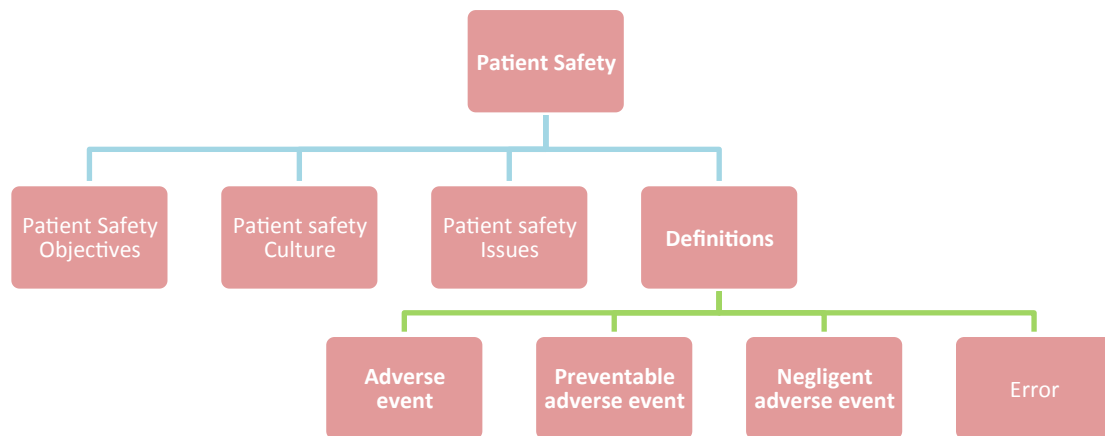 Patient Safety
Patient Safety
Objectives
Patient safety
Culture
Patient safety
Issues
Definitions
Adverse
event
Preventable
adverse event
Negligent
adverse event
Error